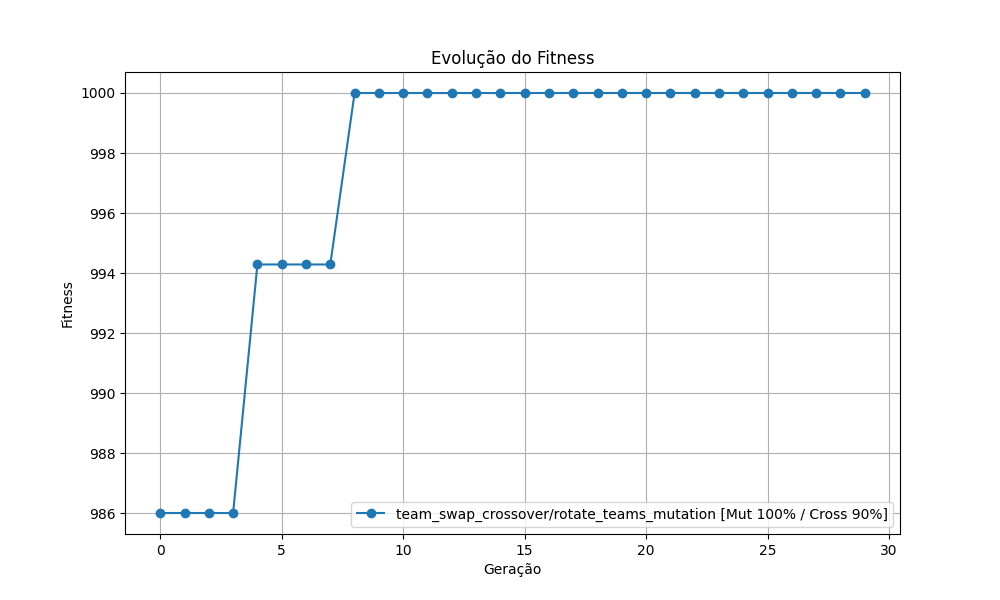 Evolução do Fitness
1000
998
996
994
992
990
988
986
Fitness
team_swap_crossover/rotate_teams_mutation [Mut 100% / Cross 90%]
0 5 10 15 20 25 30
Geração